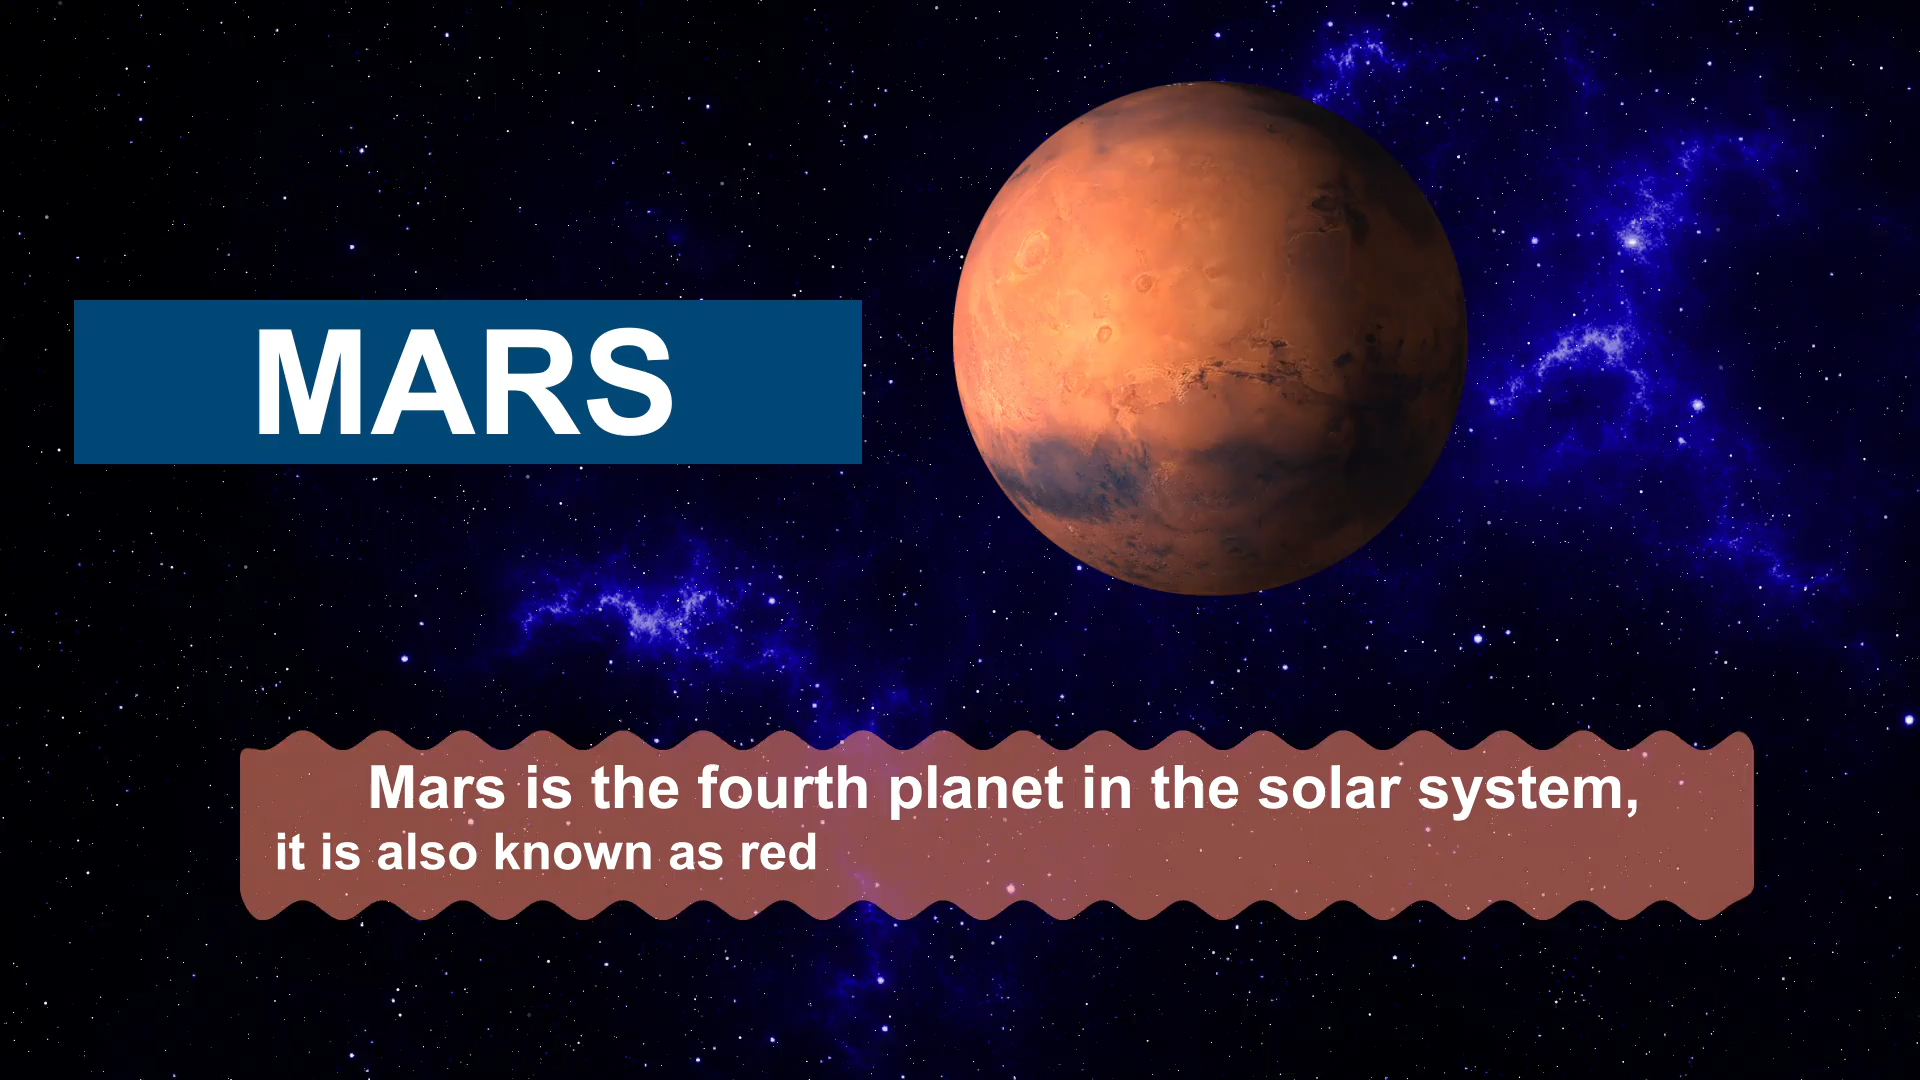 MARS
Mars is the fourth planet in the solar system,
it is also known as red